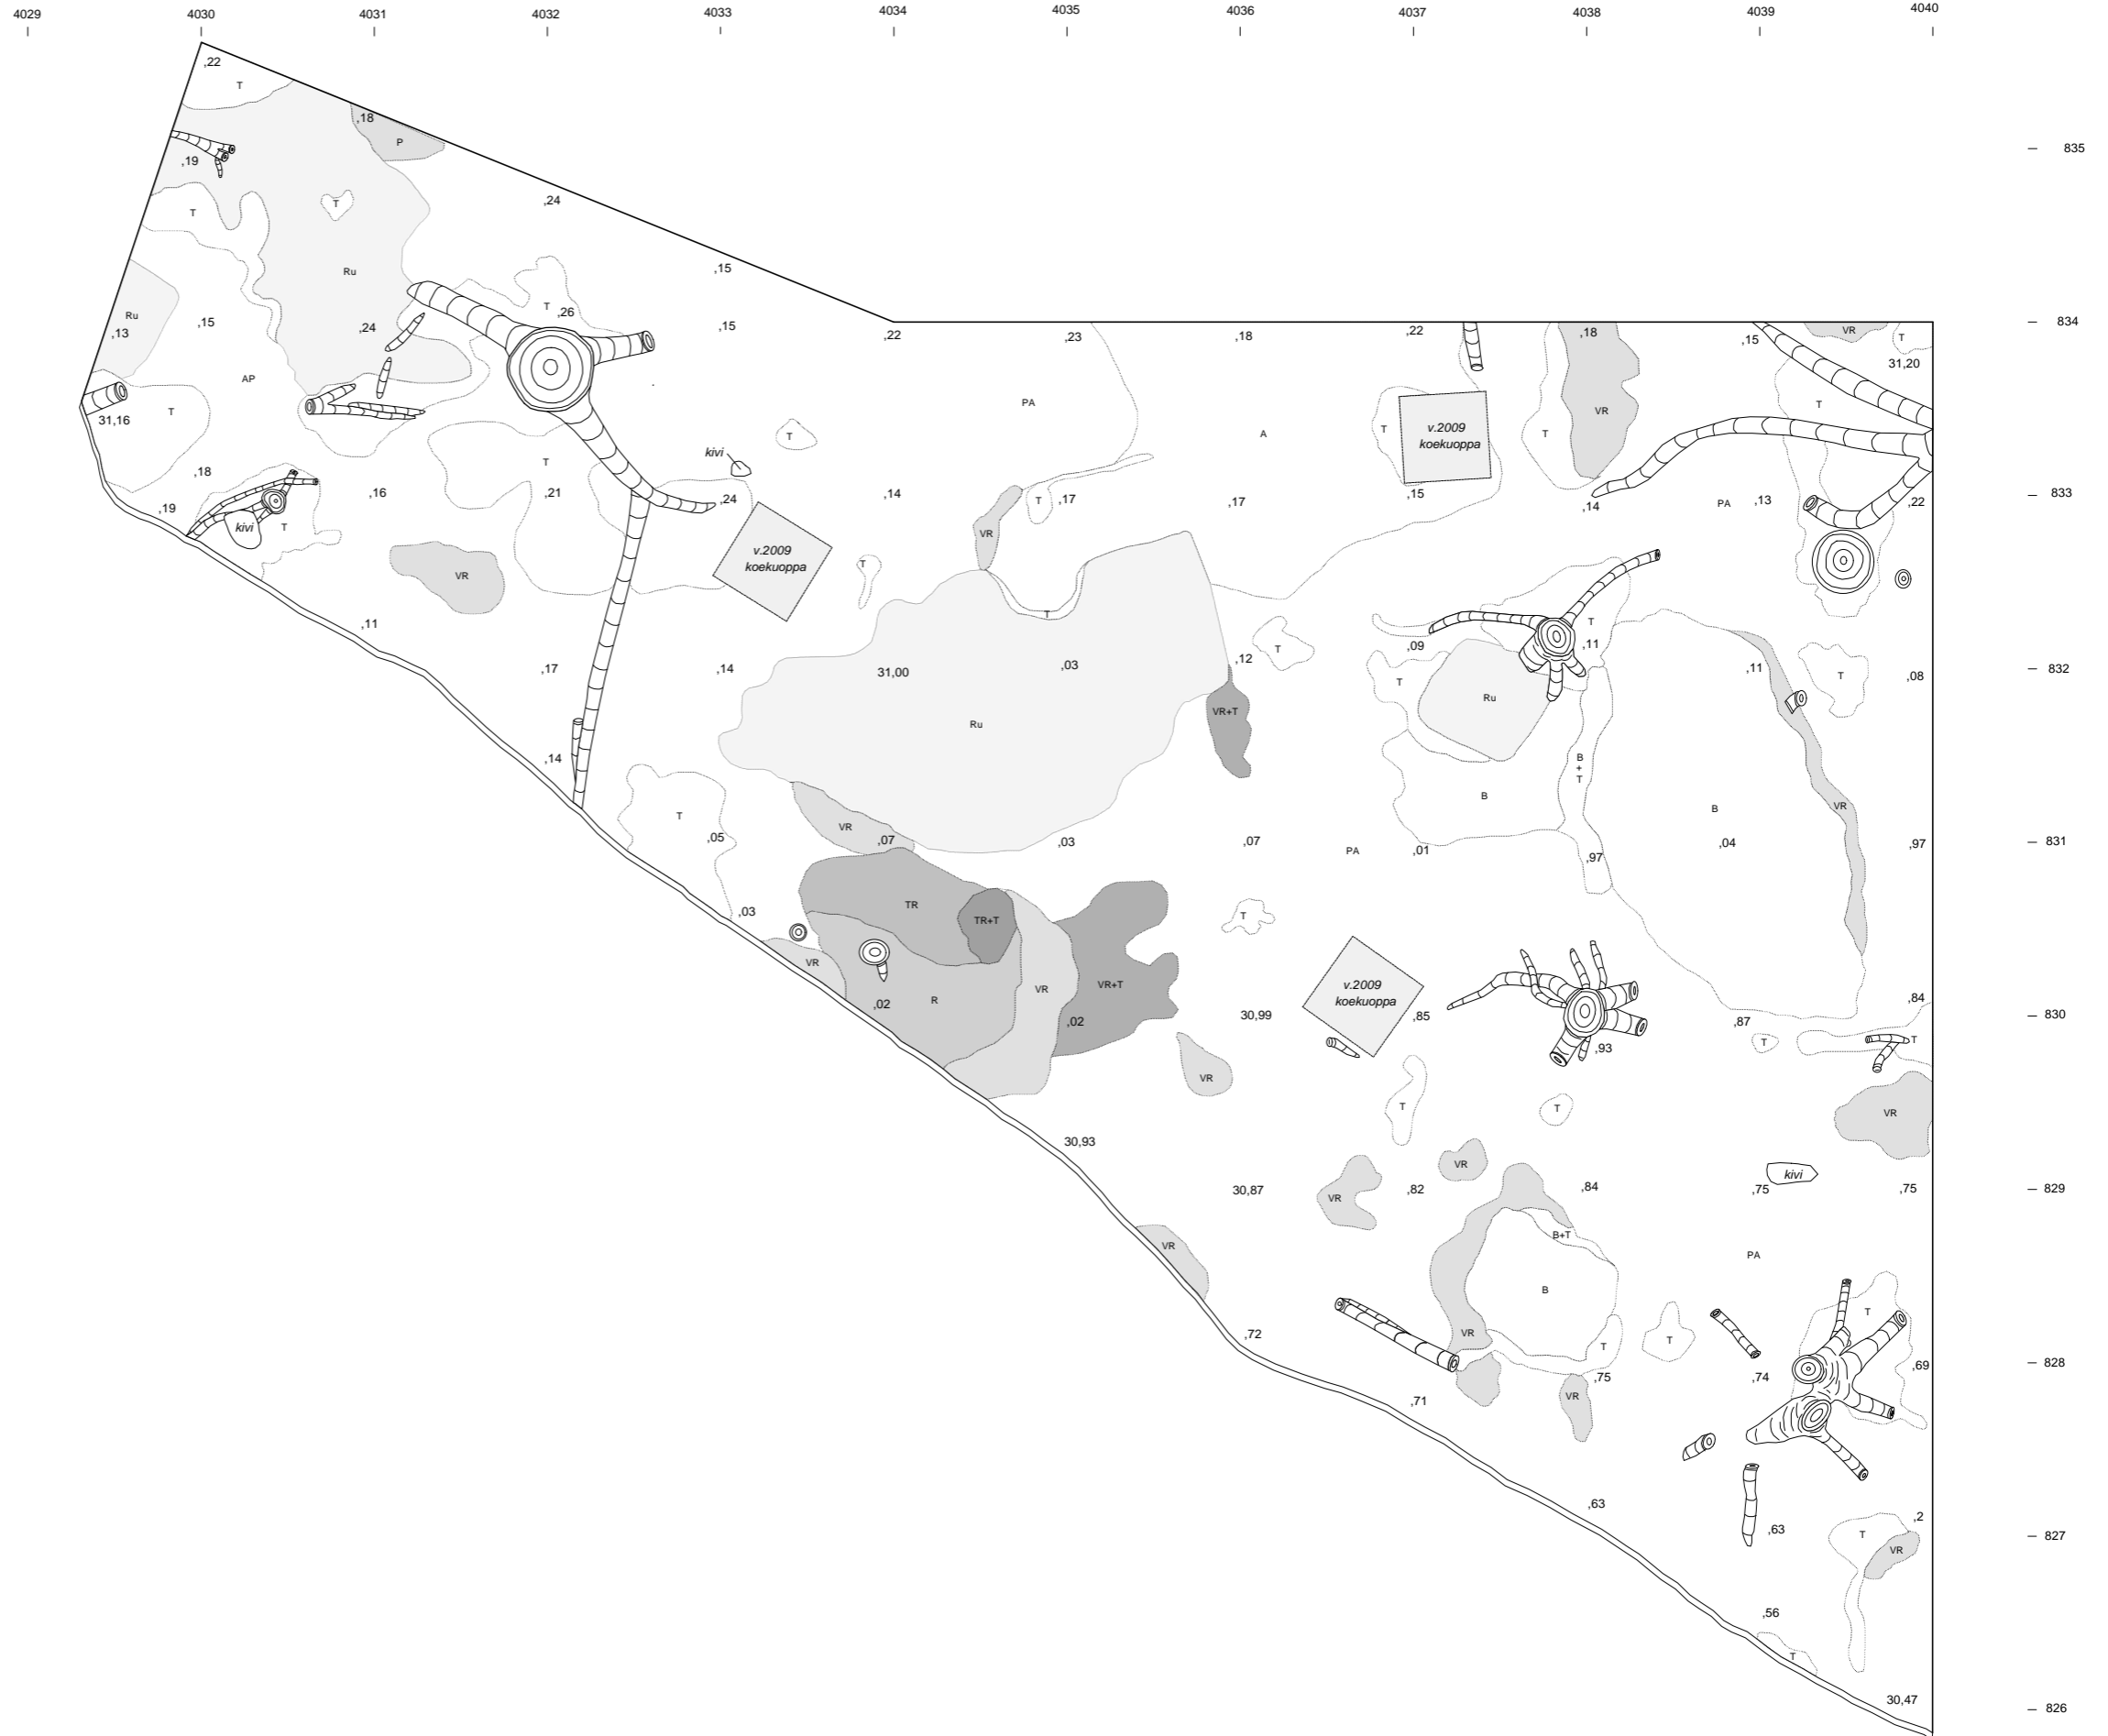 4029 4030 4031 4032 4033 4034 4035 4036 4037 4038 4039 4040
,22
T
,18
P
835
,19
T
T
,24
Ru
,15
Ru
,13
,15
,24
T
,26
,15
,22
,23
,18
,22
,18
,15
VR
T
834
31,20
AP
31,16
T
PA
T
VR
T
A
T
v.2009
koekuoppa
T
kivi
T
,18
,16
,21
,24
,14
T
,17
,17
,15
,14
PA
,13
,22
833
,19
kivi
T
VR
v.2009
koekuoppa
T
VR
T
,11
T
,09
T
,11
,17
,14
31,00
,03
,12
T
T
Ru
,11
T
,08
832
VR+T
Ru
,14
B
+
T
B
B
VR
T
,05
VR
,07
,03
,07
PA
,01
,97
,04
,97
831
,03
TR
TR+T
T
VR
,02
R
VR
VR+T
,02
30,99
v.2009
koekuoppa
,85
,93
,87
,84
830
T
T
VR
T
T
VR
30,93
VR
kivi
30,87
VR
,82
,84
,75
,75
829
VR
B+T
PA
B
T
,72
VR
T
T
,69
828
,71
VR
,75
,74
,63
,63
,2
T
827
VR
,56
T
30,47
826